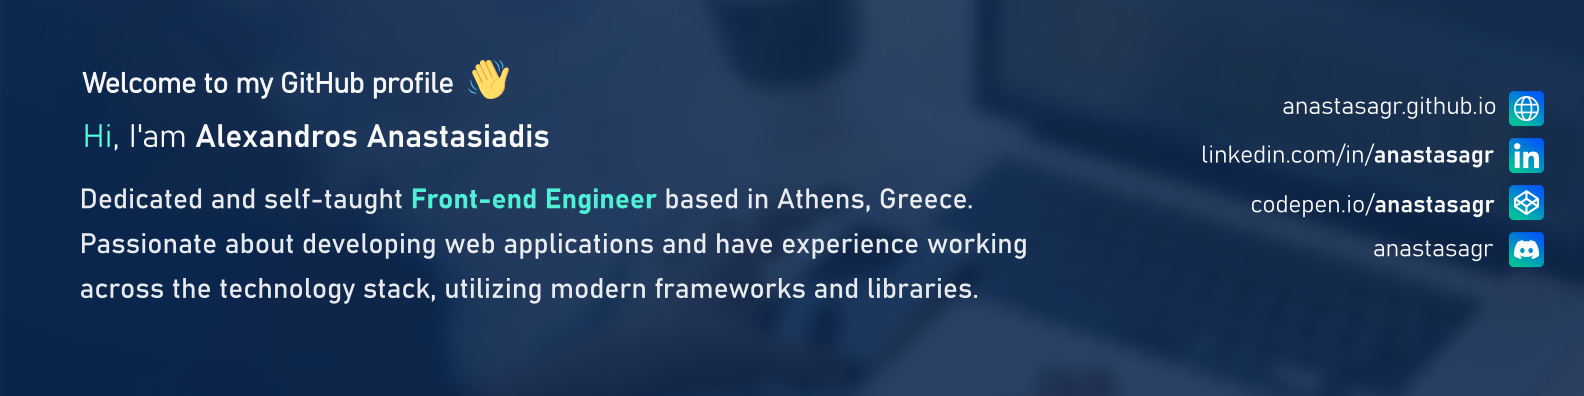 Welcome to my GitHub profile
Hi, I'am Alexandros Anastasiadis
Dedicated and self-taught Front-end Engineer based in Athens, Greece.
Passionate about developing web applications and have experience working
across the technology stack, utilizing modern frameworks and libraries.
anastasagr.github.io
linkedin.com/in/anastasagr
in
codepen.io/anastasagr
anastasagr